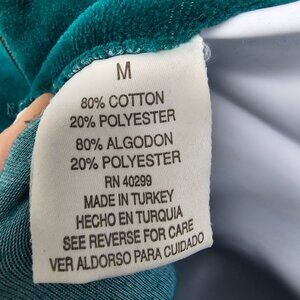 M
80% COTTON
20% POLYESTER
80% ALGODON
20% POLYESTER
RN 40299
MADE IN TURKEY
HECHO EN TURQUIA
SEE REVERSE FOR CARE
VER ALDORSO PARA CUIDADO